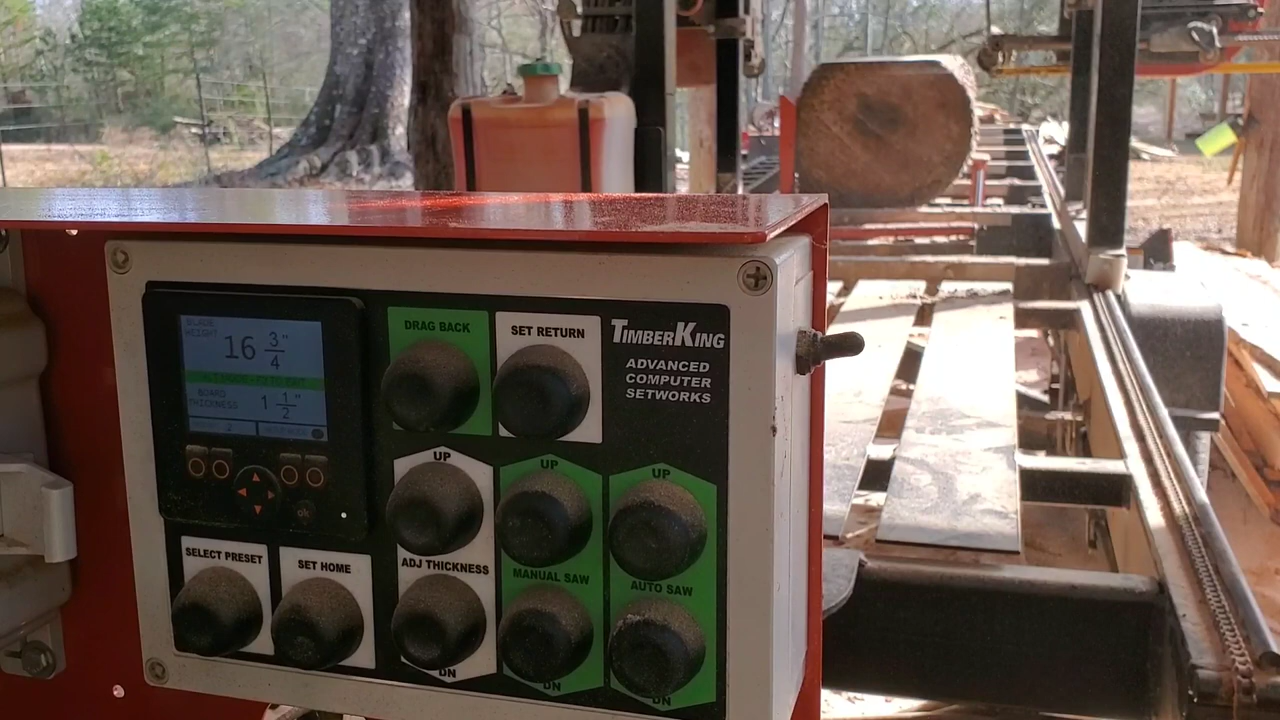 BLADE
HEIGHT
16 3/4"
BOARD
THICKNESS
1 1/2"
ok
DRAG BACK
SET RETURN
TIMBERKING
ADVANCED
COMPUTER
SETWORKS
UP
UP
UP
SELECT PRESET
SET HOME
ADJ THICKNESS
MANUAL SAW
AUTO SAW
DN
DN
DN